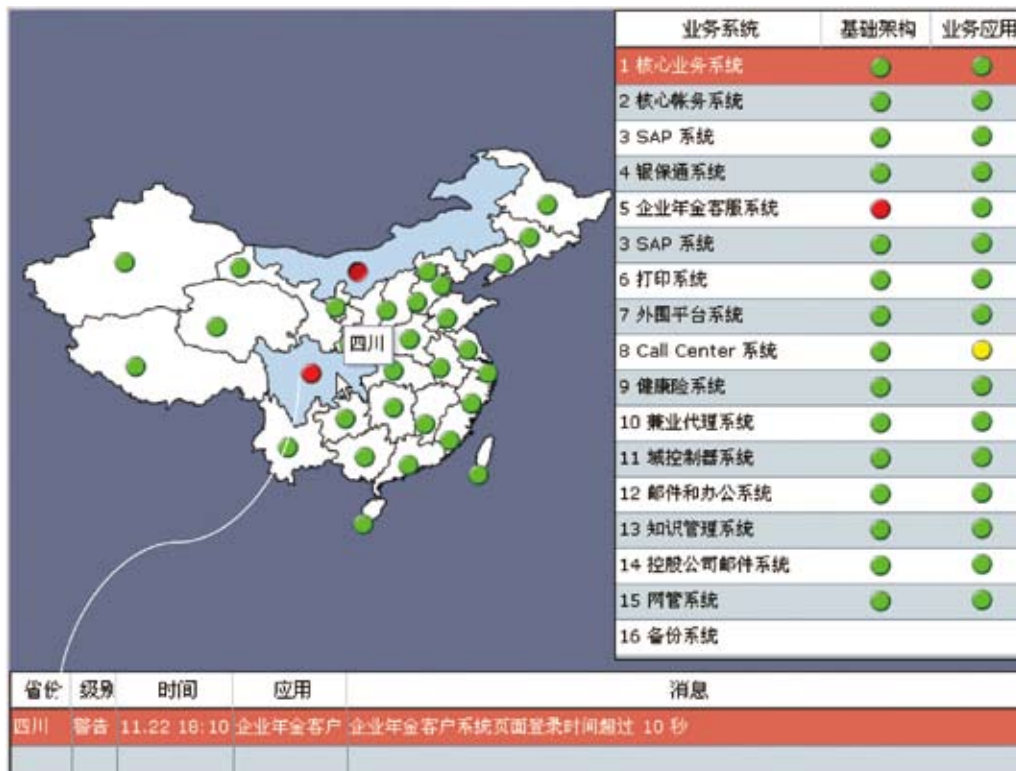 业务系统 基础架构 业务应用
1 核心业务系统
2 核心帐务系统
3 SAP 系统
4 银保通系统
5 企业年金客服系统
3 SAP 系统
6 打印系统
7 外围平台系统
8 Call Center 系统
9 健康险系统
10 兼业代理系统
11 域控制器系统
12 邮件和办公系统
13 知识管理系统
14 控股公司邮件系统
15 网管系统
16 备份系统
四川
省份 级别 时间 应用 消息
四川 警告 11.22 18:10 企业年金客户 企业年金客户系统页面登录时间超过 10 秒